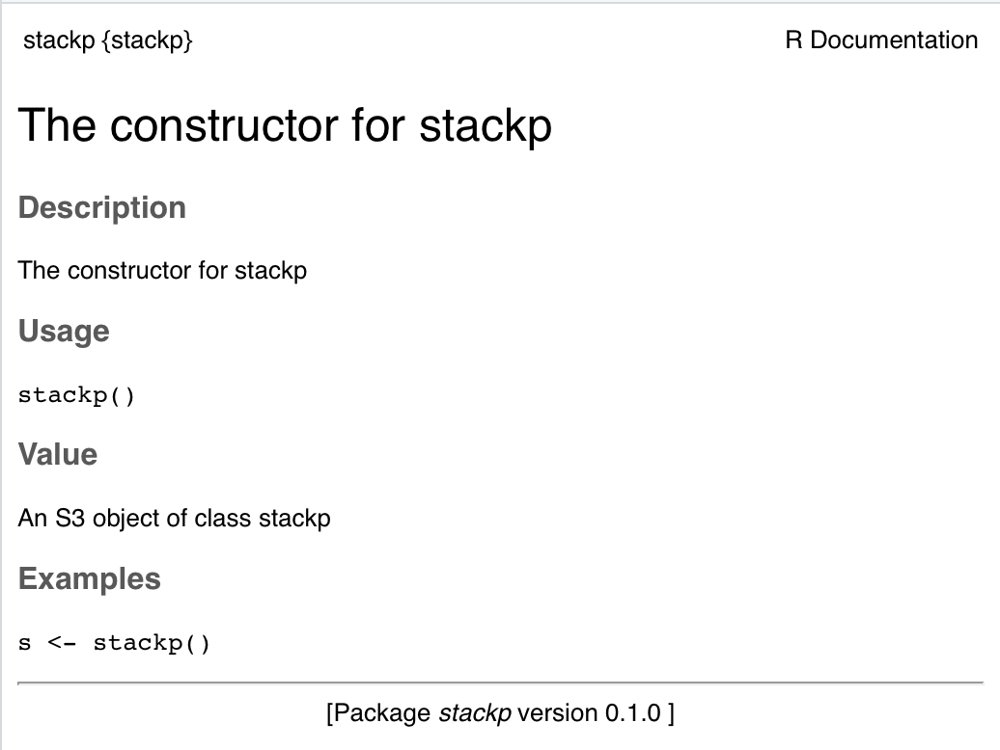 stackp {stackp} R Documentation
The constructor for stackp
Description
The constructor for stackp
Usage
stackp()
Value
An S3 object of class stackp
Examples
s <- stackp()
[Package stackp version 0.1.0 ]